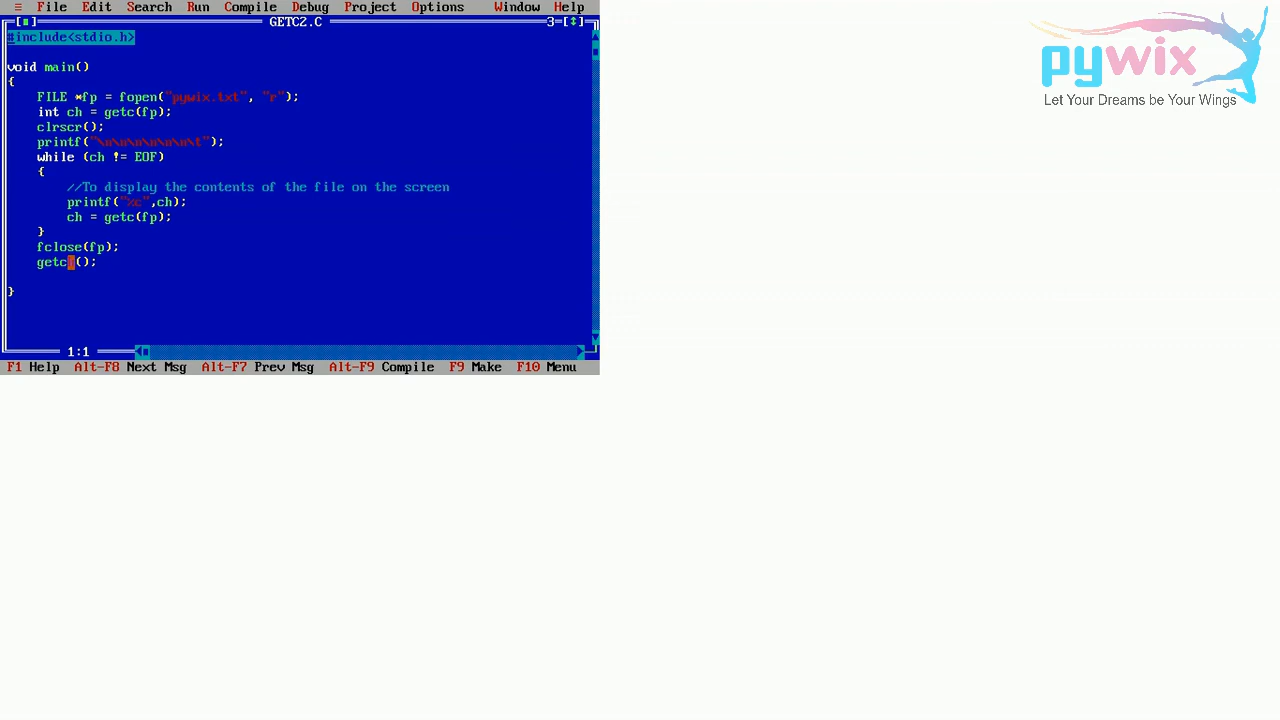 ≡ File Edit Search Run Compile Debug Project Options Window Help
[■] GETC2.C 3=[↕]
#include<stdio.h>
void main()
{
FILE *fp = fopen("pywix.txt", "r");
int ch = getc(fp);
clrscr();
printf("\n\n\n\n\n\n\t");
while (ch != EOF)
{
//To display the contents of the file on the screen
printf("%c",ch);
ch = getc(fp);
}
fclose(fp);
getch();
}
1:1
F1 Help Alt-F8 Next Msg Alt-F7 Prev Msg Alt-F9 Compile F9 Make F10 Menu
pywix
Let Your Dreams be Your Wings